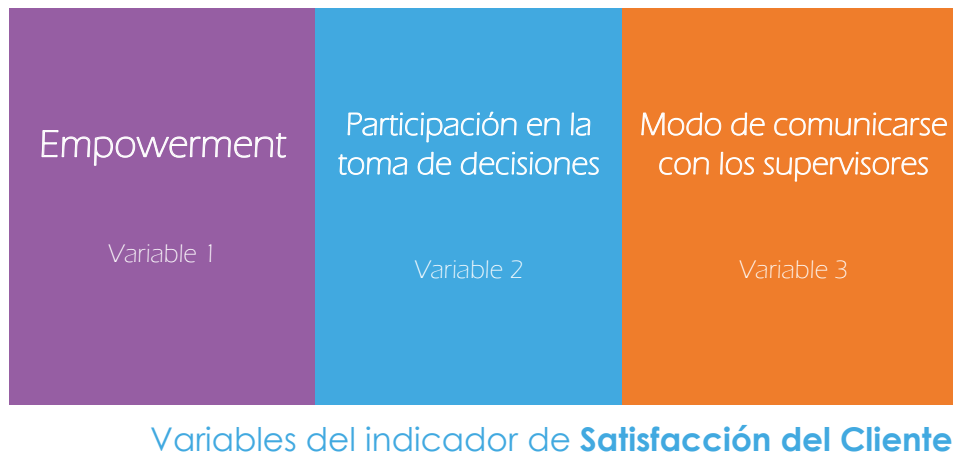 Empowerment
Variable 1
Participación en la
toma de decisiones
Variable 2
Modo de comunicarse
con los supervisores
Variable 3
Variables del indicador de Satisfacción del Cliente